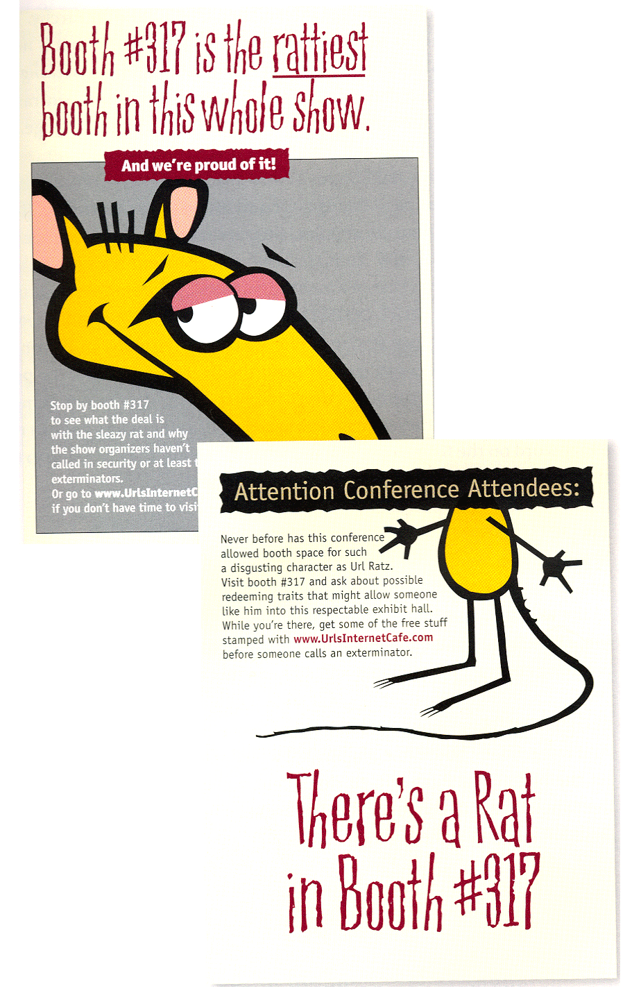 Booth #317 is the rattiest
booth in this whole show.
And we're proud of it!
Stop by booth #317
to see what the deal is
with the sleazy rat and why
the show organizers haven't
called in security or at least
exterminators.
Or go to www.UrlsInternetC
if you don't have time to visi
Attention Conference Attendees:
Never before has this conference
allowed booth space for such
a disgusting character as Url Ratz.
Visit booth #317 and ask about possible
redeeming traits that might allow someone
like him into this respectable exhibit hall.
While you're there, get some of the free stuff
stamped with www.UrlsInternetCafe.com
before someone calls an exterminator.
There's a Rat
in Booth #317